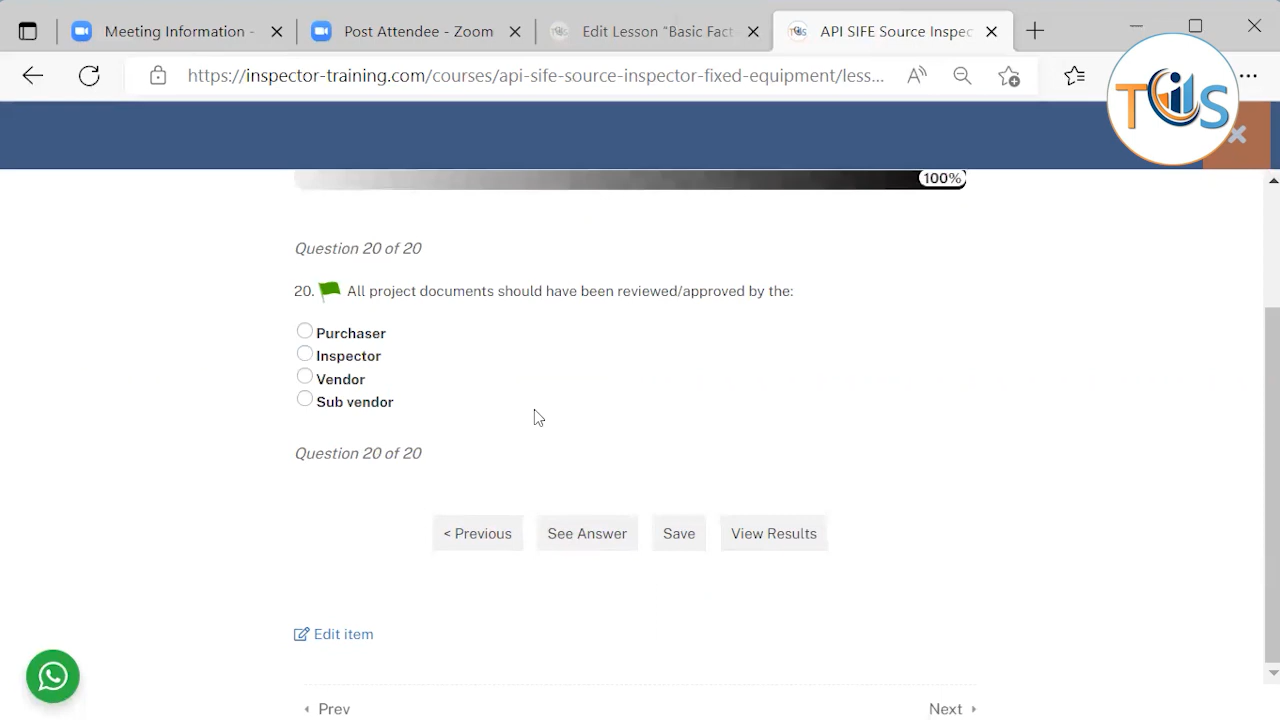 Meeting Information -
Post Attendee - Zoom
Edit Lesson "Basic Fact
API SIFE Source Inspec
https://inspector-training.com/courses/api-sife-source-inspector-fixed-equipment/less...
TIS
100%
Question 20 of 20
20. All project documents should have been reviewed/approved by the:
Purchaser
Inspector
Vendor
Sub vendor
Question 20 of 20
< Previous
See Answer
Save
View Results
Edit item
Prev
Next